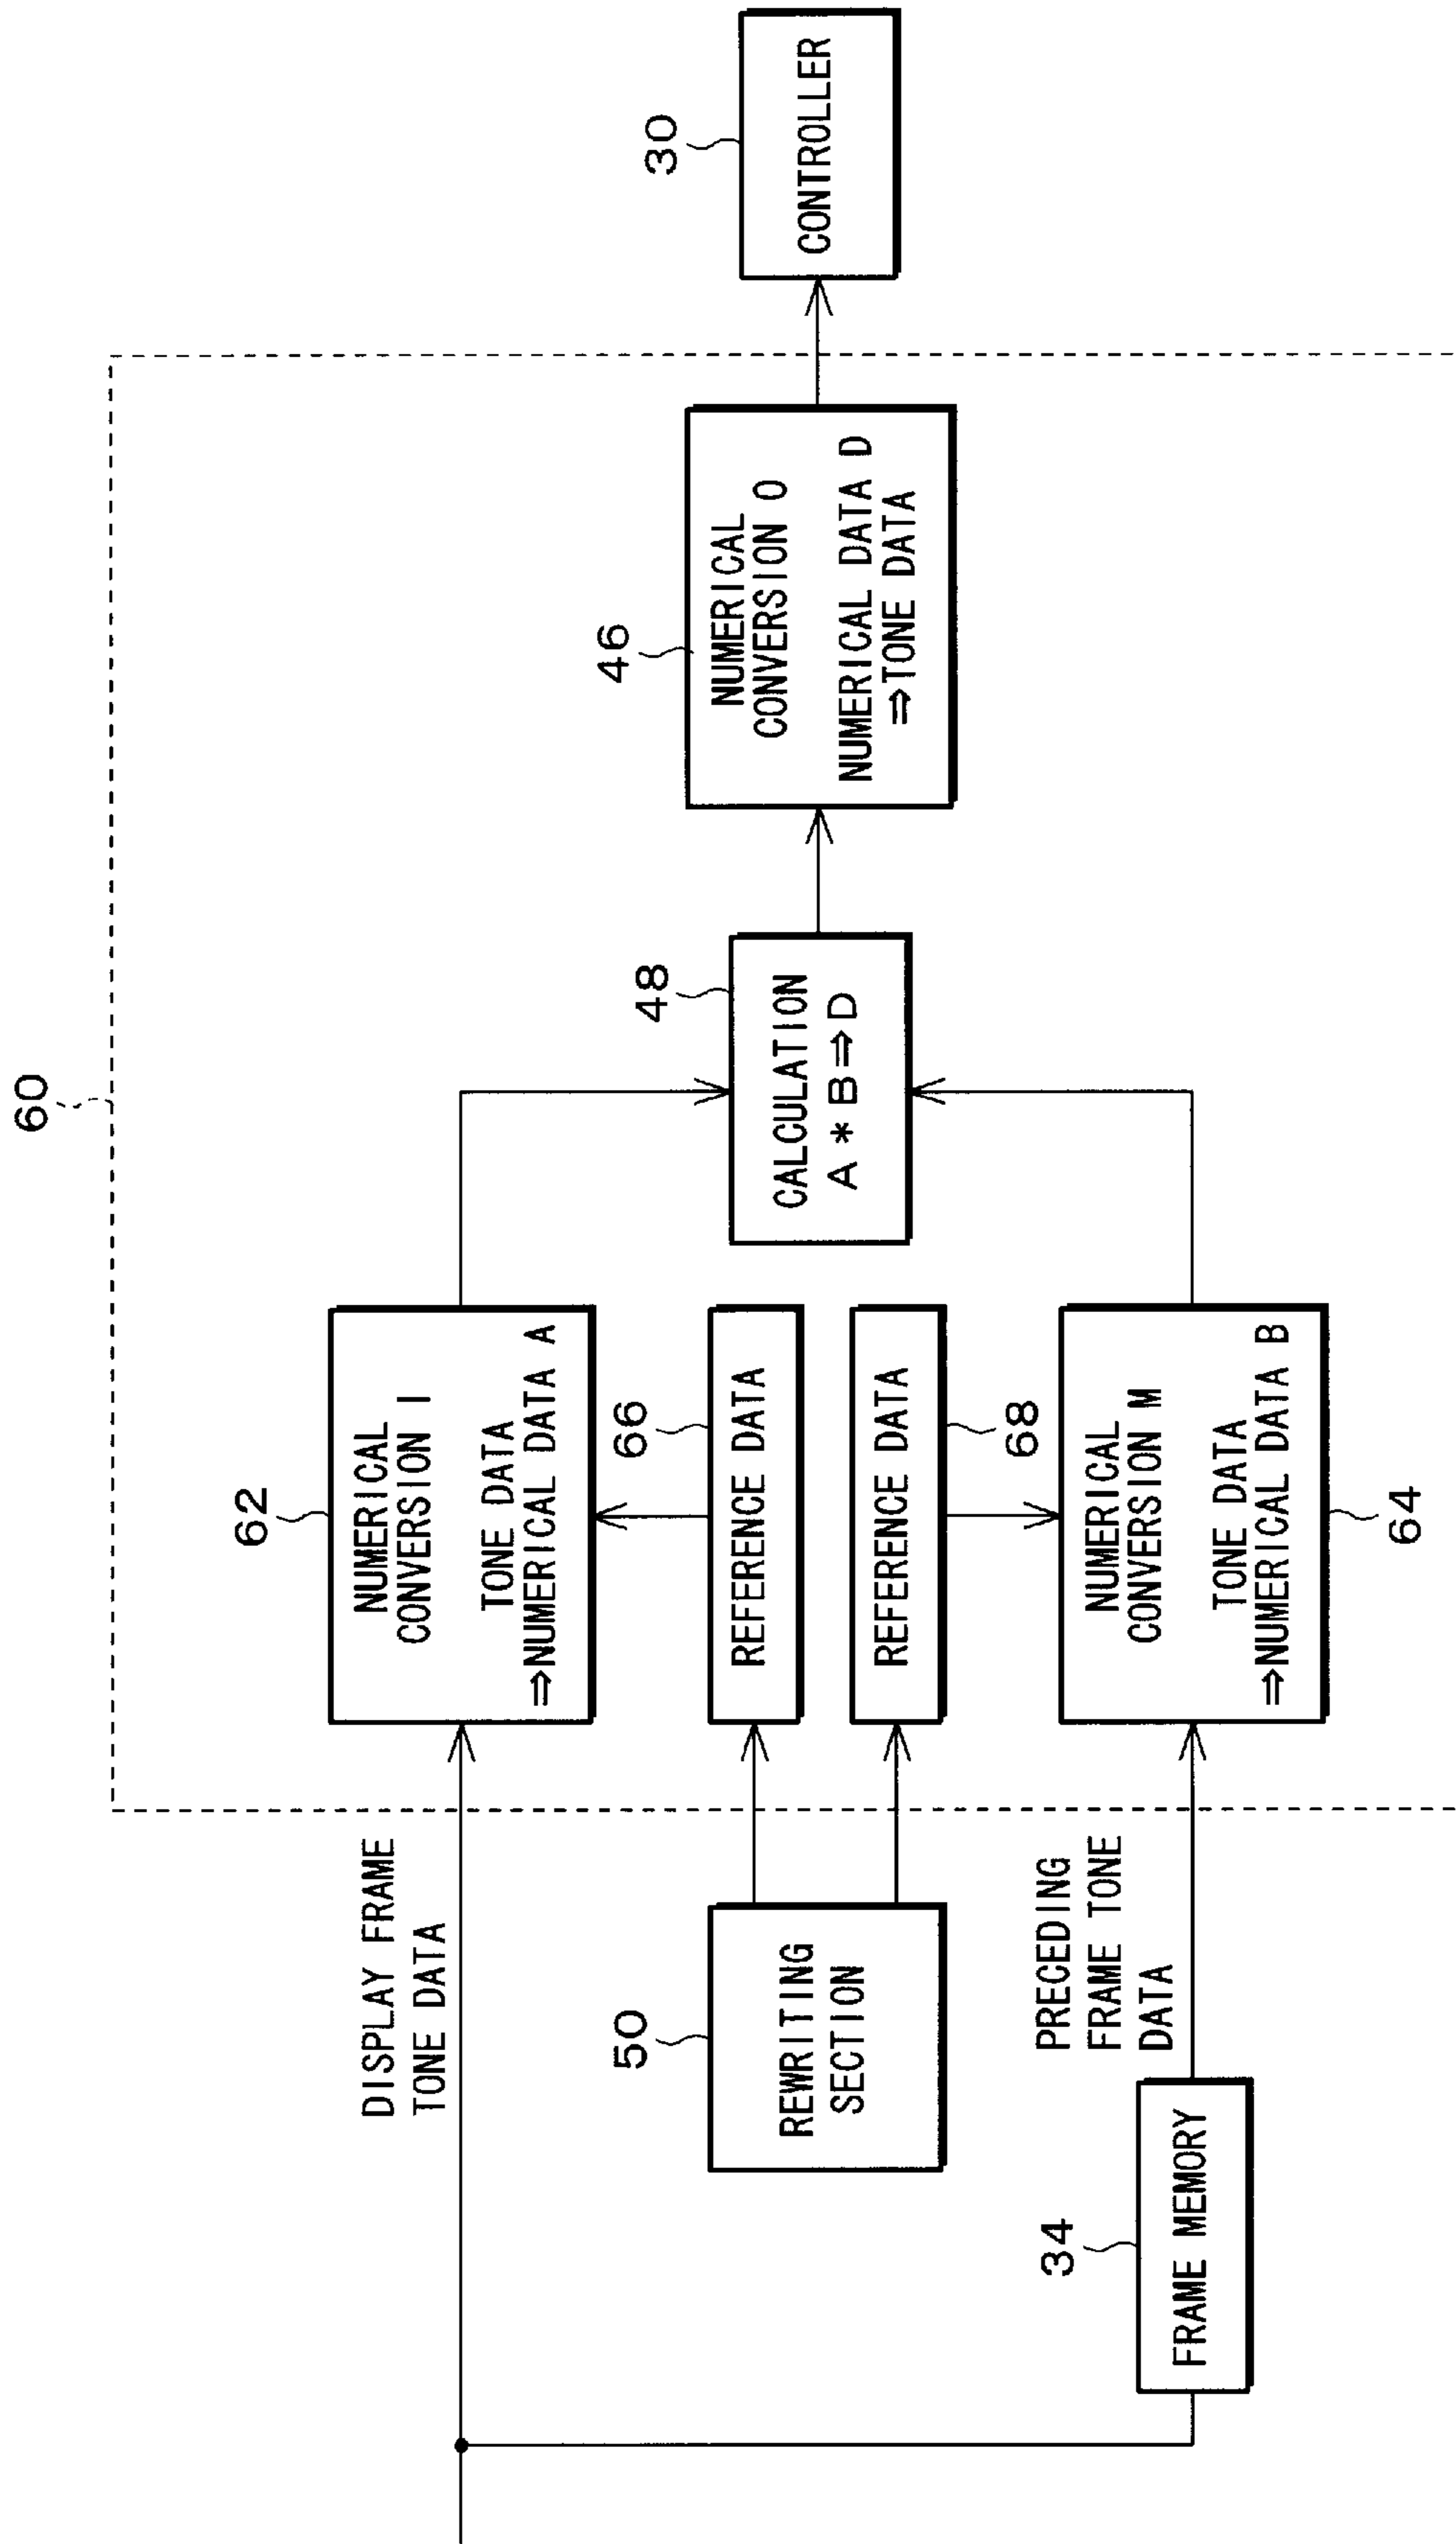 60
DISPLAY FRAME
TONE DATA
62
NUMERICAL
CONVERSION I
TONE DATA
⇒NUMERICAL DATA A
50
REWRITING
SECTION
66
REFERENCE DATA
REFERENCE DATA
68
48
CALCULATION
A * B⇒D
46
NUMERICAL
CONVERSION O
NUMERICAL DATA D
⇒TONE DATA
30
CONTROLLER
34
FRAME MEMORY
PRECEDING
FRAME TONE
DATA
NUMERICAL
CONVERSION M
TONE DATA
⇒NUMERICAL DATA B
64